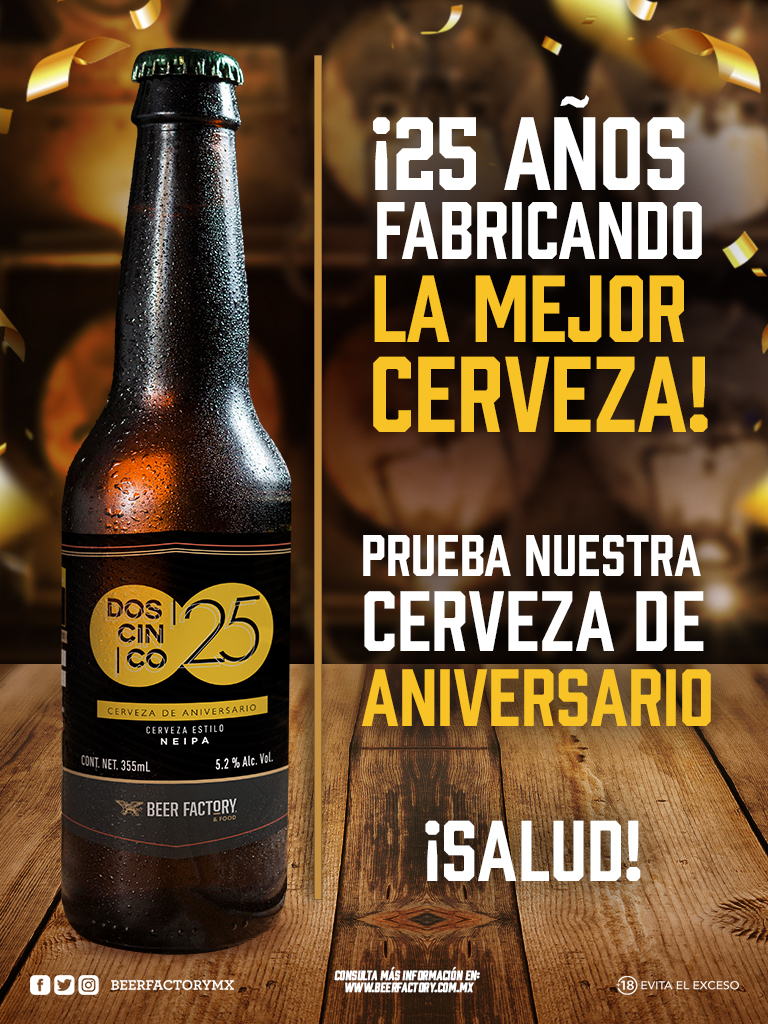 ¡25 AÑOS
FABRICANDO
LA MEJOR
CERVEZA!
PRUEBA NUESTRA
CERVEZA DE
ANIVERSARIO
¡SALUD!
DOS
CIN
CO
25
CERVEZA DE ANIVERSARIO
CERVEZA ESTILO
NEIPA
CONT. NET. 355mL
5.2 % Alc. Vol.
BEER FACTORY
& FOOD
BEERFACTORYMX
CONSULTA MÁS INFORMACIÓN EN:
WWW.BEERFACTORY.COM.MX
-18 EVITA EL EXCESO